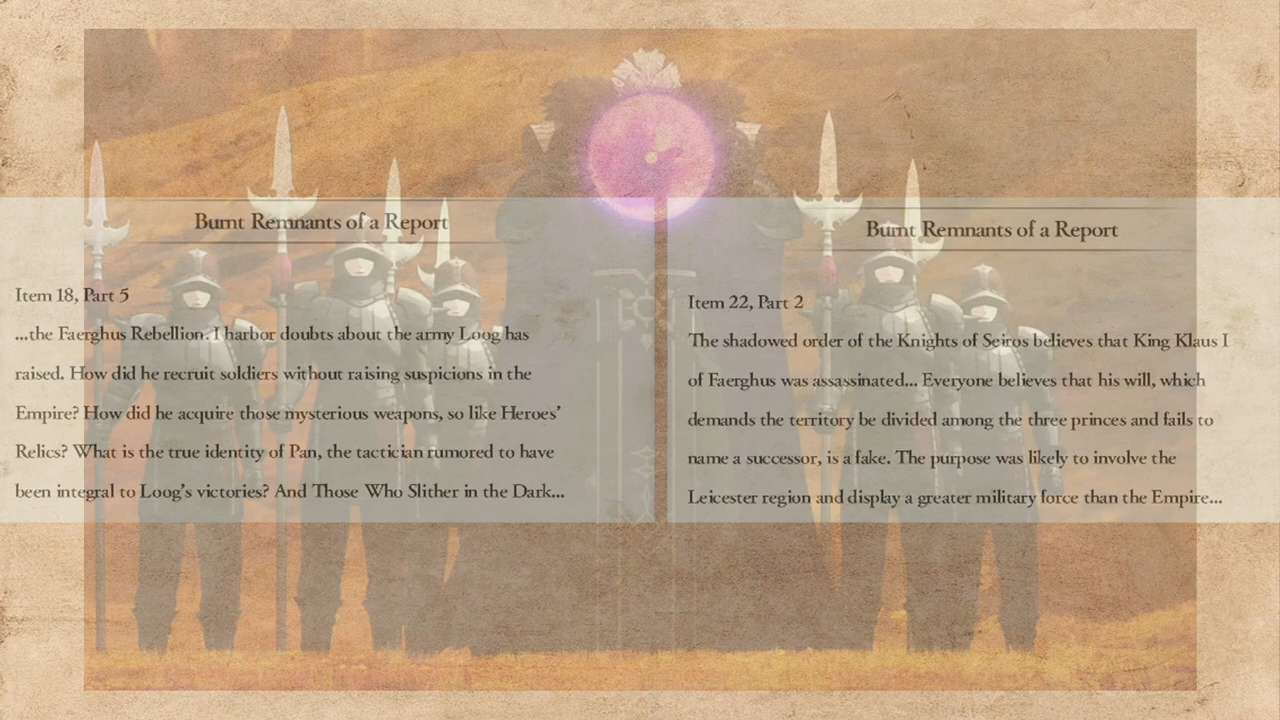 Burnt Remnants of a Report
Item 18, Part 5
...the Faerghus Rebellion. I harbor doubts about the army Loog has
raised. How did he recruit soldiers without raising suspicions in the
Empire? How did he acquire those mysterious weapons, so like Heroes'
Relics? What is the true identity of Pan, the tactician rumored to have
been integral to Loog's victories? And Those Who Slither in the Dark...
Burnt Remnants of a Report
Item 22, Part 2
The shadowed order of the Knights of Seiros believes that King Klaus I
of Faerghus was assassinated... Everyone believes that his will, which
demands the territory be divided among the three princes and fails to
name a successor, is a fake. The purpose was likely to involve the
Leicester region and display a greater military force than the Empire...